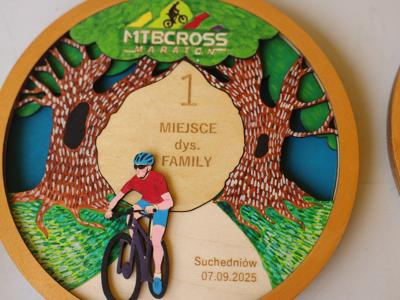 MTBCROSS
MARATON
1
MIEJSCE
dys.
FAMILY
Suchedniów
07.09.2025